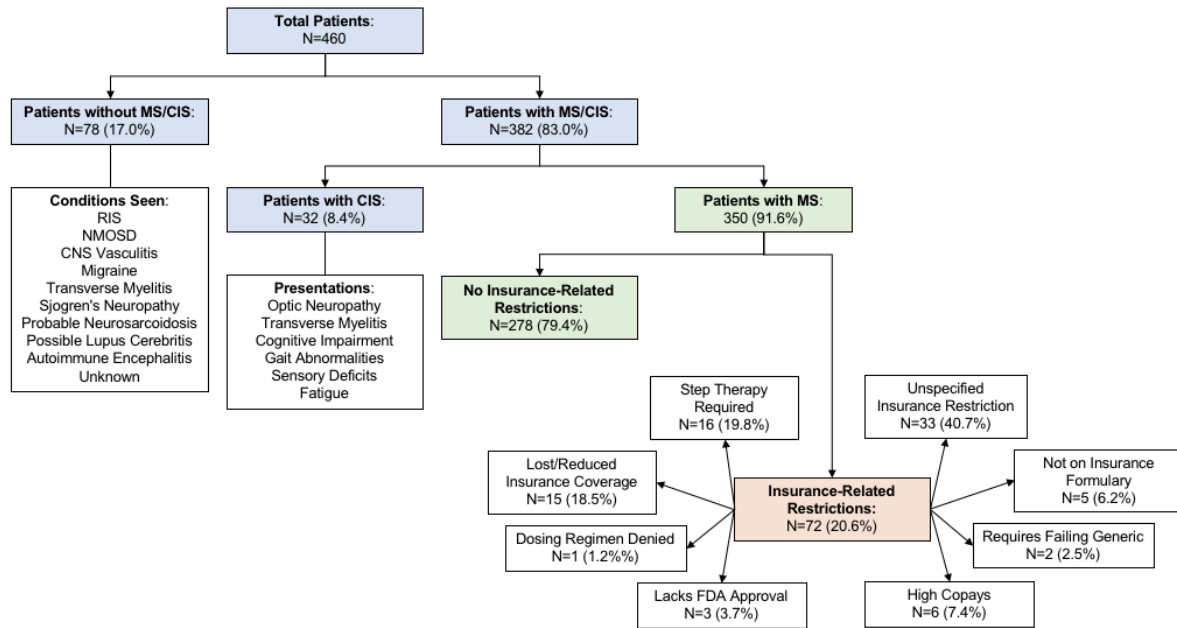 Total Patients:
N=460
Patients without MS/CIS:
N=78 (17.0%)
Patients with MS/CIS:
N=382 (83.0%)
Conditions Seen:
RIS
NMOSD
CNS Vasculitis
Migraine
Transverse Myelitis
Sjogren's Neuropathy
Probable Neurosarcoidosis
Possible Lupus Cerebritis
Autoimmune Encephalitis
Unknown
Patients with CIS:
N=32 (8.4%)
Patients with MS:
350 (91.6%)
Presentations:
Optic Neuropathy
Transverse Myelitis
Cognitive Impairment
Gait Abnormalities
Sensory Deficits
Fatigue
No Insurance-Related
Restrictions:
N=278 (79.4%)
Step Therapy
Required
N=16 (19.8%)
Unspecified
Insurance Restriction
N=33 (40.7%)
Lost/Reduced
Insurance Coverage
N=15 (18.5%)
Insurance-Related
Restrictions:
N=72 (20.6%)
Not on Insurance
Formulary
N=5 (6.2%)
Dosing Regimen Denied
N=1 (1.2%%)
Requires Failing Generic
N=2 (2.5%)
Lacks FDA Approval
N=3 (3.7%)
High Copays
N=6 (7.4%)